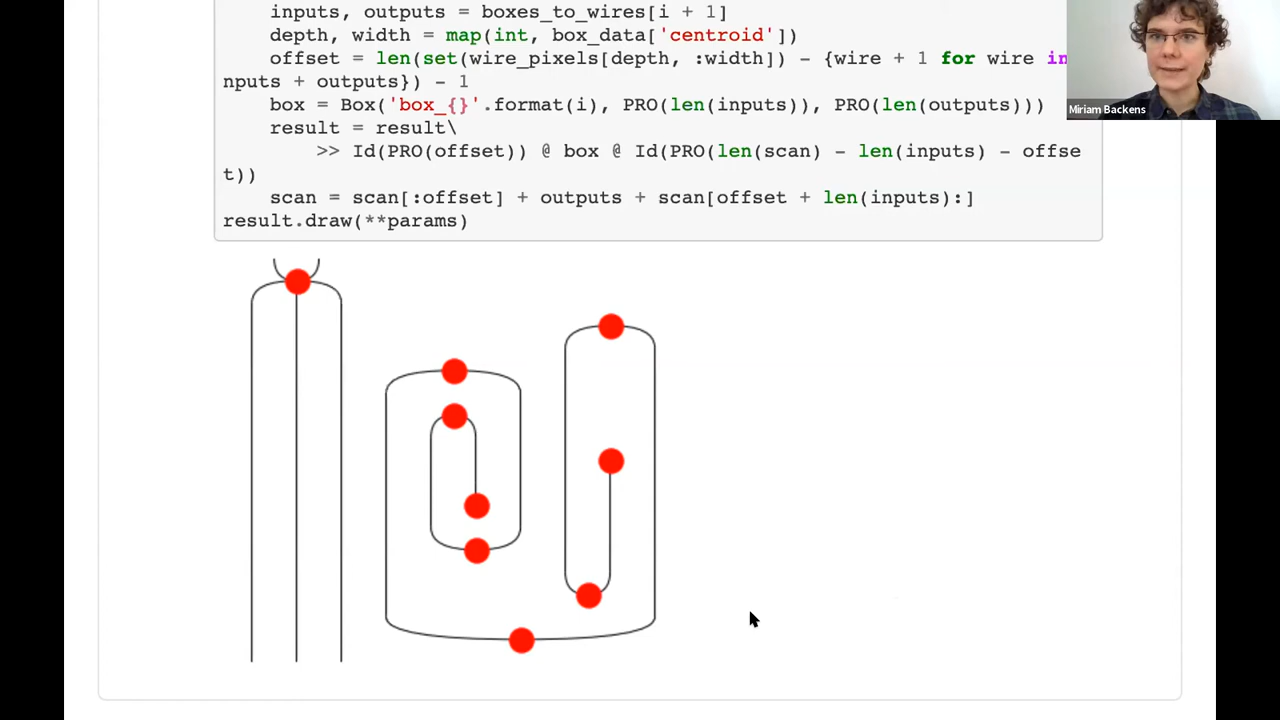 inputs, outputs = boxes_to_wires[i + 1]
depth, width = map(int, box_data['centroid'])
offset = len(set(wire_pixels[depth, :width]) - {wire + 1 for wire in
nputs + outputs}) - 1
box = Box('box_{}'.format(i), PRO(len(inputs)), PRO(len(outputs)))
result = result\
>> Id(PRO(offset)) @ box @ Id(PRO(len(scan) - len(inputs) - offse
t))
scan = scan[:offset] + outputs + scan[offset + len(inputs):]
result.draw(**params)
Miriam Backens